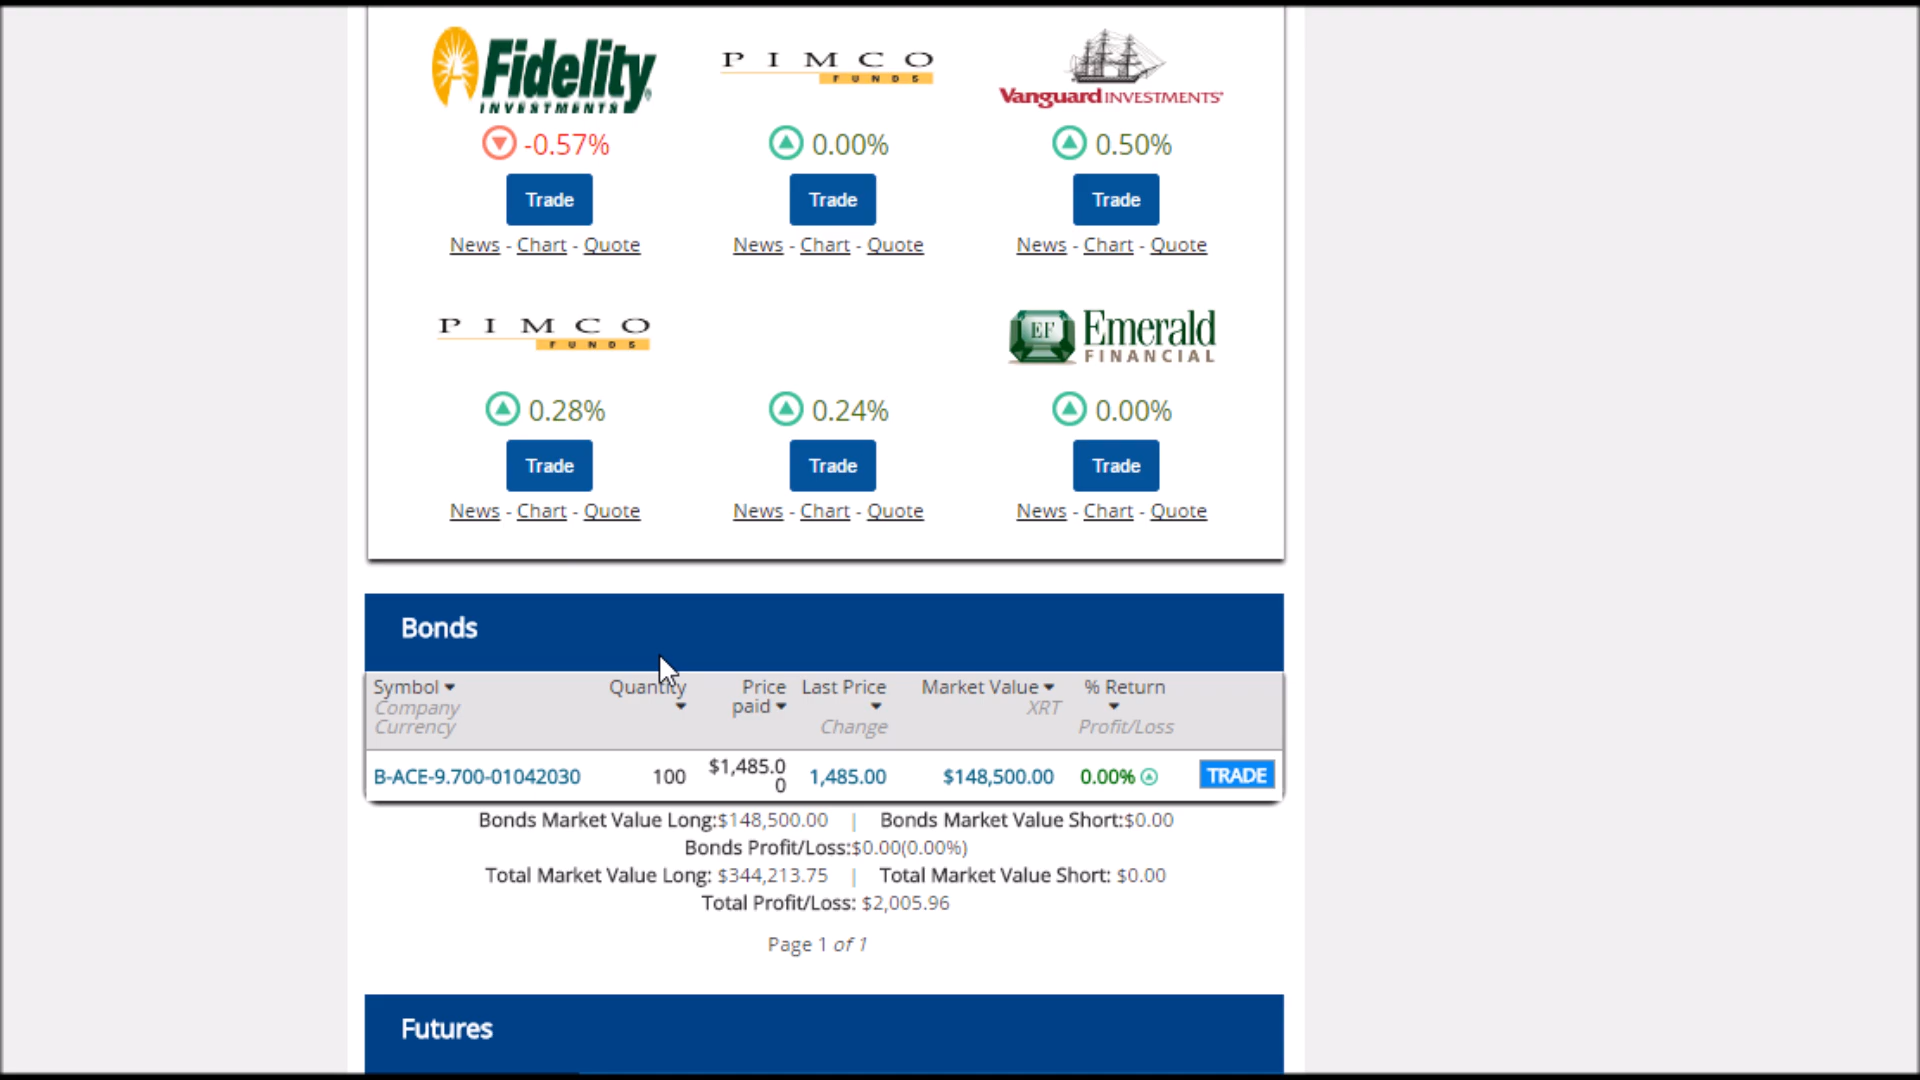 Fidelity
INVESTMENTS
PIMCO
FUNDS
Vanguard INVESTMENTS
-0.57%
0.00%
0.50%
Trade
Trade
Trade
News - Chart - Quote
News - Chart - Quote
News - Chart - Quote
PIMCO
FUNDS
EF Emerald
FINANCIAL
0.28%
0.24%
0.00%
Trade
Trade
Trade
News - Chart - Quote
News - Chart - Quote
News - Chart - Quote
Bonds
Symbol
Company
Currency
Quantity
Price
paid
Last Price
Change
Market Value
XRT
% Return
Profit/Loss
B-ACE-9.700-01042030
100
$1,485.0
0
1,485.00
$148,500.00
0.00%
TRADE
Bonds Market Value Long:$148,500.00 | Bonds Market Value Short:$0.00
Bonds Profit/Loss:$0.00(0.00%)
Total Market Value Long: $344,213.75 | Total Market Value Short: $0.00
Total Profit/Loss: $2,005.96
Page 1 of 1
Futures